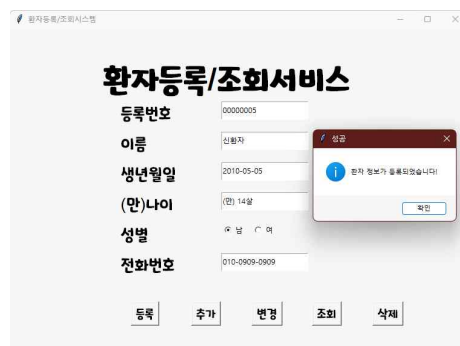 환자등록/조회시스템
환자등록/조회서비스
등록번호 00000005
이름 신환자
성공
생년월일 2010-05-05
환자 정보가 등록되었습니다!
(만)나이 (만) 14살
확인
성별 남 여
전화번호 010-0909-0909
등록 추가 변경 조회 삭제